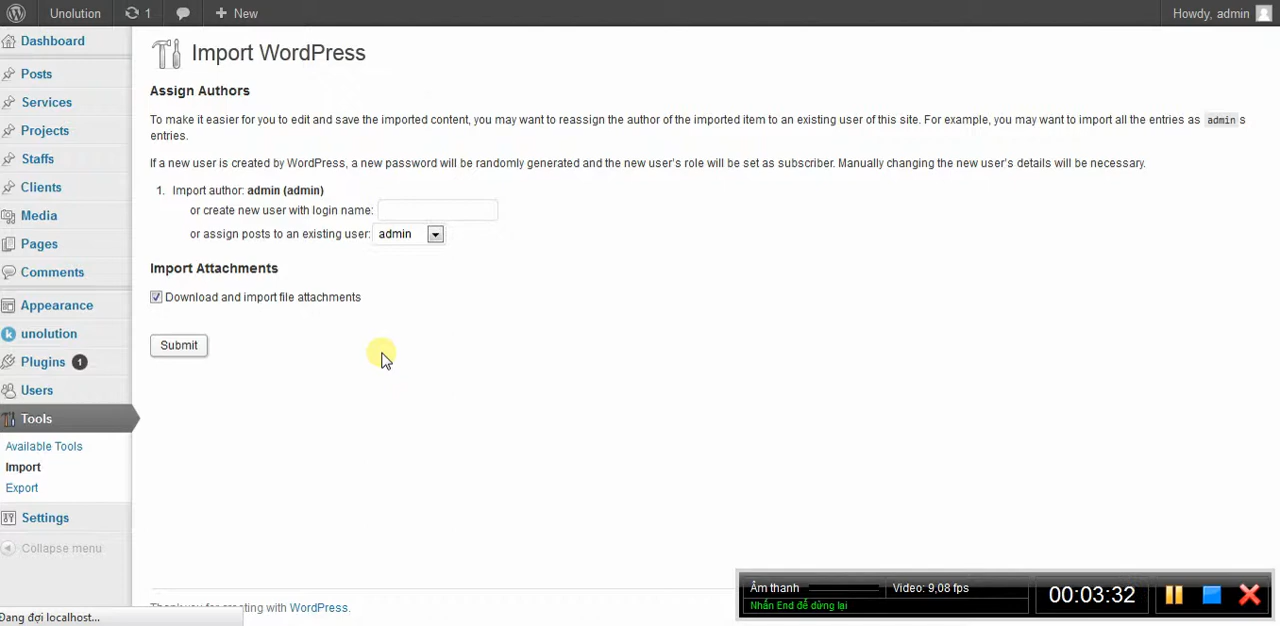 Unolution 1 New Howdy, admin
Dashboard
Posts
Services
Projects
Staffs
Clients
Media
Pages
Comments
Appearance
unolution
Plugins 1
Users
Tools
Available Tools
Import
Export
Settings
Collapse menu
Import WordPress
Assign Authors
To make it easier for you to edit and save the imported content, you may want to reassign the author of the imported item to an existing user of this site. For example, you may want to import all the entries as admin s
entries.
If a new user is created by WordPress, a new password will be randomly generated and the new user's role will be set as subscriber. Manually changing the new user's details will be necessary.
1. Import author: admin (admin)
or create new user with login name:
or assign posts to an existing user: admin
Import Attachments
Download and import file attachments
Submit
Thank you for creating with WordPress.
Đang đợi localhost...
Âm thanh Video: 9,08 fps
Nhấn End để dừng lại
00:03:32